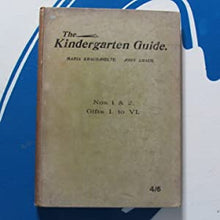 The
Kindergarten Guide.
MARIA KRAUS-BOELTE. JOHN KRAUS.
Nos 1 & 2.
Gifts I. to VI.
4/6